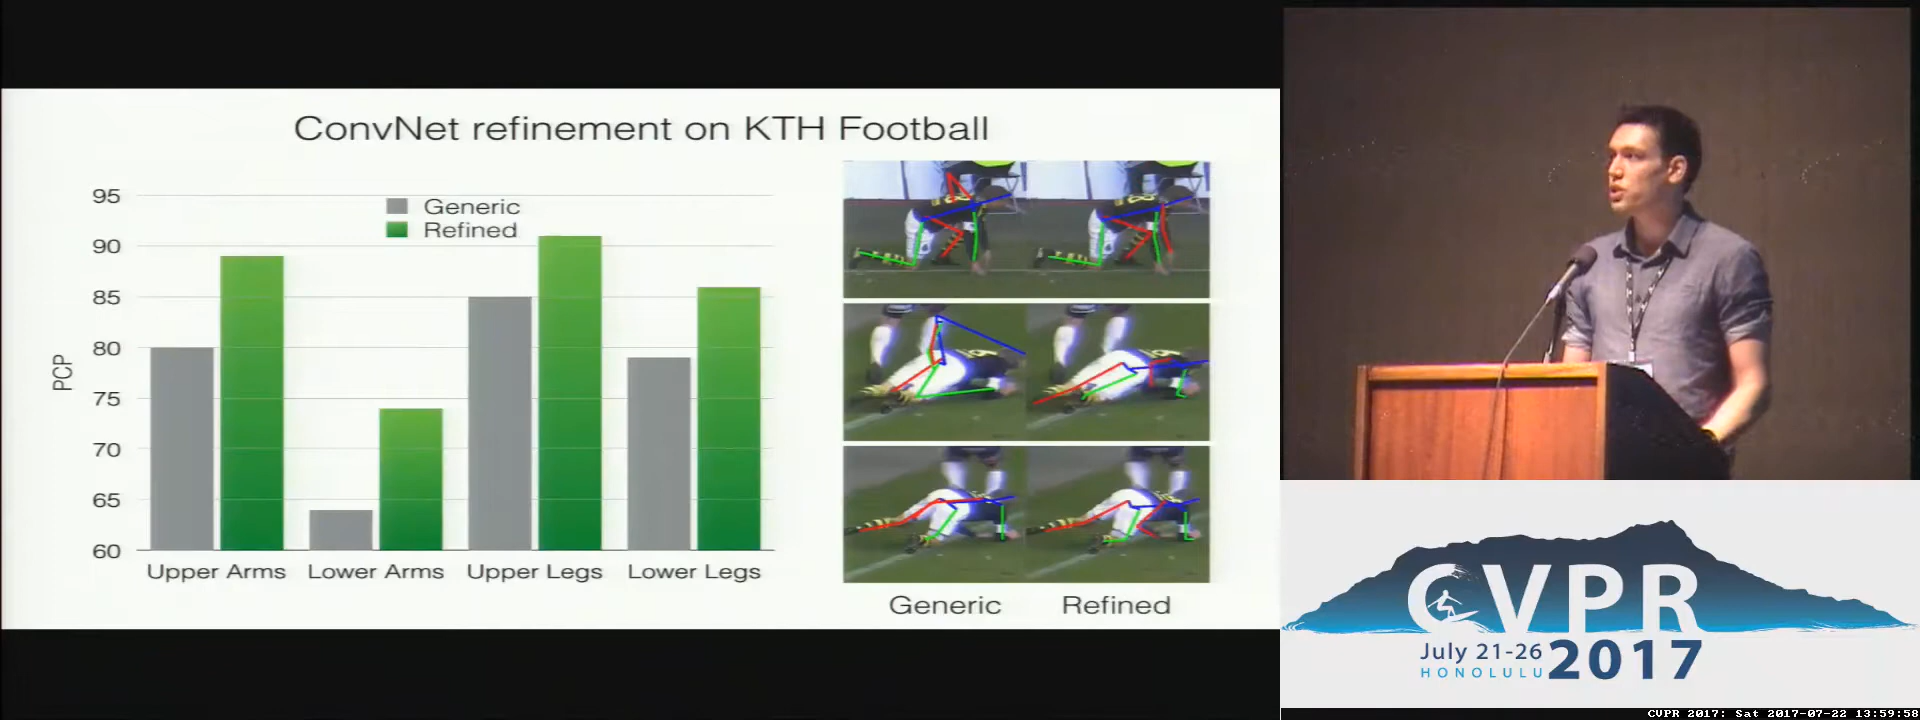 ConvNet refinement on KTH Football
95
90
85
80
75
70
65
60
PCP
Generic
Refined
Upper Arms Lower Arms Upper Legs Lower Legs
Generic Refined
CVPR
July 21-26
HONOLULU
2017
CVPR 2017: Sat 2017-07-22 13:59:58